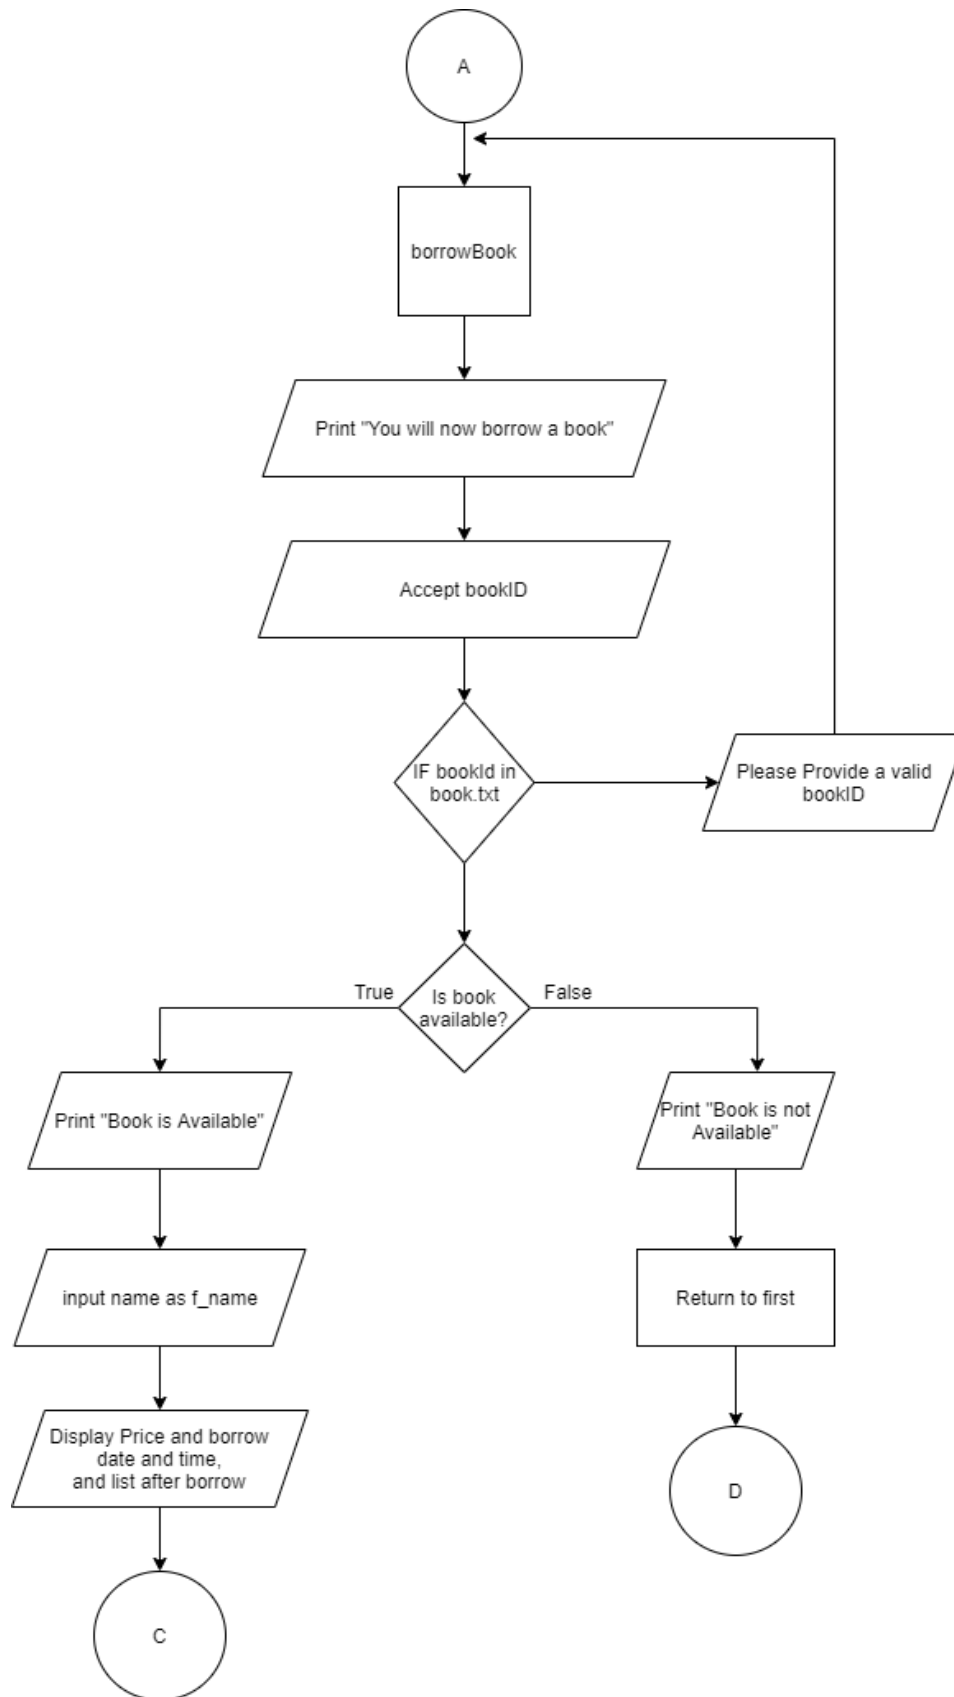 A
borrowBook
Print "You will now borrow a book"
Accept bookID
IF bookId in
book.txt
Please Provide a valid
bookID
Is book
available?
True
False
Print "Book is Available"
Print "Book is not
Available"
input name as f_name
Return to first
Display Price and borrow
date and time,
and list after borrow
D
C